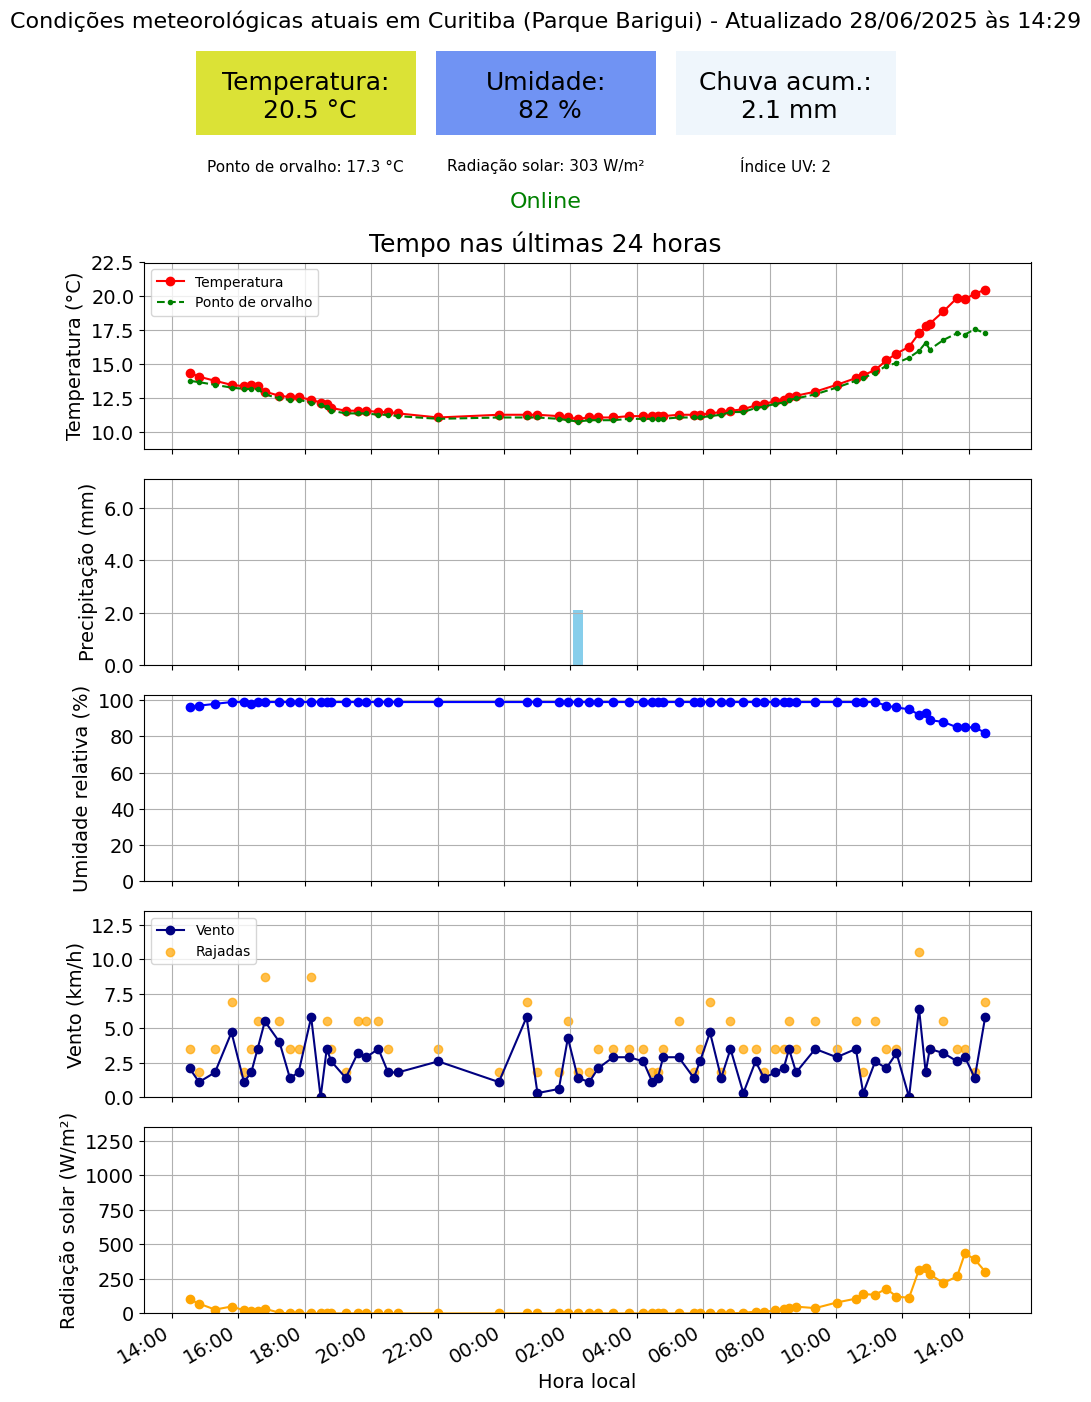 Condições meteorológicas atuais em Curitiba (Parque Barigui) - Atualizado 28/06/2025 às 14:29
Temperatura:
20.5 °C
Umidade:
82 %
Chuva acum.:
2.1 mm
Ponto de orvalho: 17.3 °C
Radiação solar: 303 W/m²
Índice UV: 2
Online
Tempo nas últimas 24 horas
Temperatura (°C)
22.5
20.0
17.5
15.0
12.5
10.0
Temperatura
Ponto de orvalho
Precipitação (mm)
6.0
4.0
2.0
0.0
Umidade relativa (%)
100
80
60
40
20
0
Vento (km/h)
12.5
10.0
7.5
5.0
2.5
0.0
Vento
Rajadas
Radiação solar (W/m²)
1250
1000
750
500
250
0
14:00
16:00
18:00
20:00
22:00
00:00
02:00
04:00
06:00
08:00
10:00
12:00
14:00
Hora local